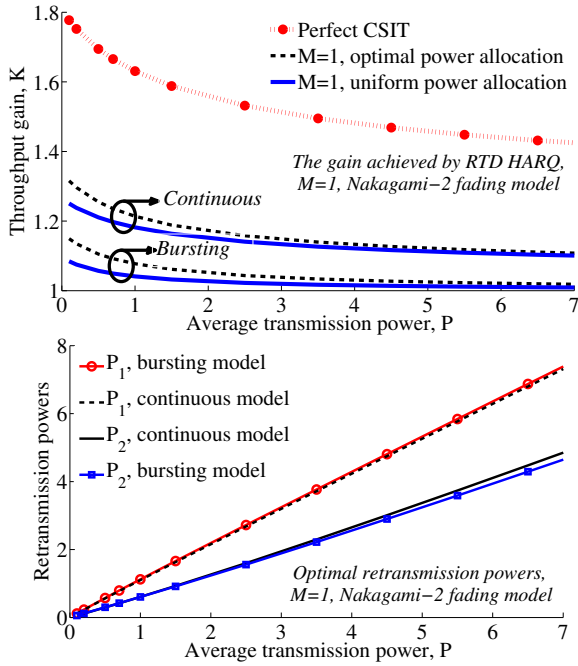 1.8
1.6
1.4
1.2
1
Throughput gain, K
Perfect CSIT
M=1, optimal power allocation
M=1, uniform power allocation
The gain achieved by RTD HARQ,
M=1, Nakagami−2 fading model
Continuous
Bursting
0 1 2 3 4 5 6 7
Average transmission power, P
8
6
4
2
0
Retransmission powers
P1, bursting model
P1, continuous model
P2, continuous model
P2, bursting model
Optimal retransmission powers,
M=1, Nakagami−2 fading model
0 1 2 3 4 5 6 7
Average transmission power, P